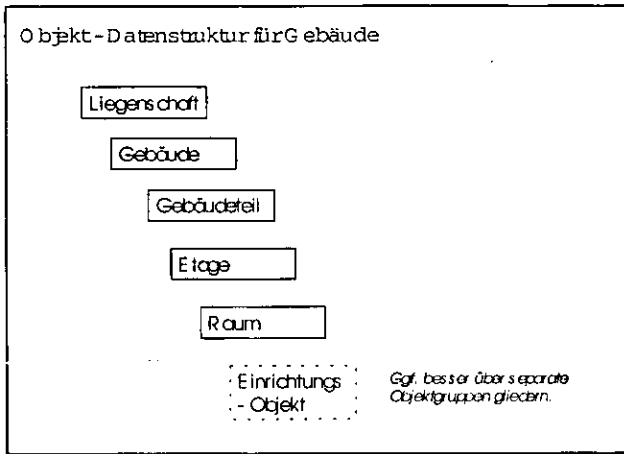 Objekt-Datenstruktur für Gebäude
Liegenschaft
Gebäude
Gebäudeteil
Etage
Raum
Einrichtungs
- Objekt
Ggf. besser über separate
Objektgruppen gliedern.